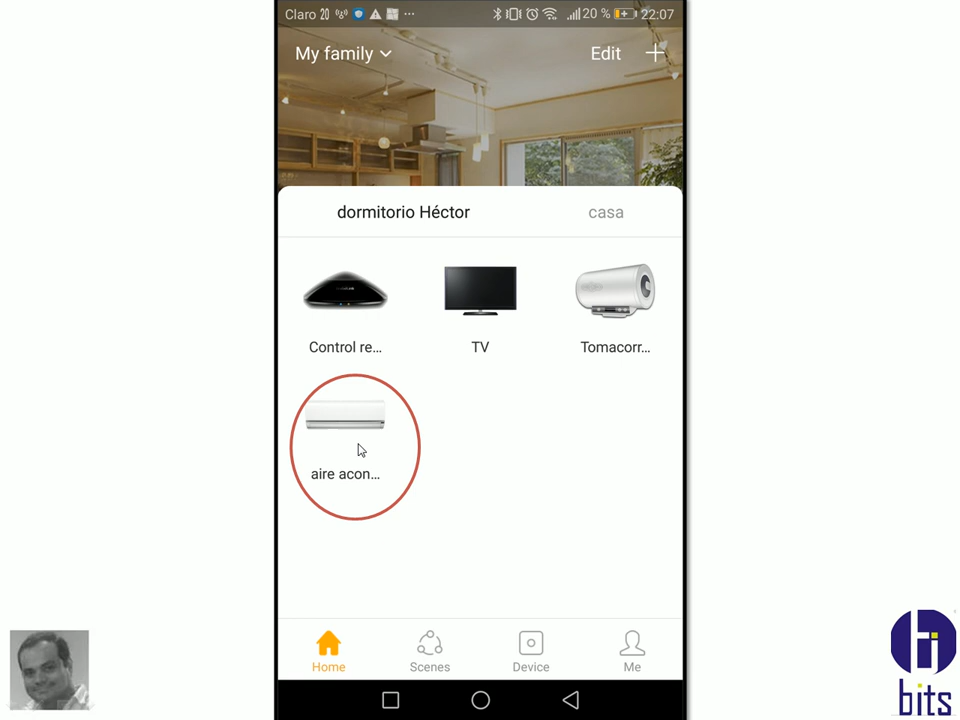 Claro 20 % 22:07
My family Edit
dormitorio Héctor casa
Control re... TV Tomacorr...
aire acon...
Home Scenes Device Me
bits